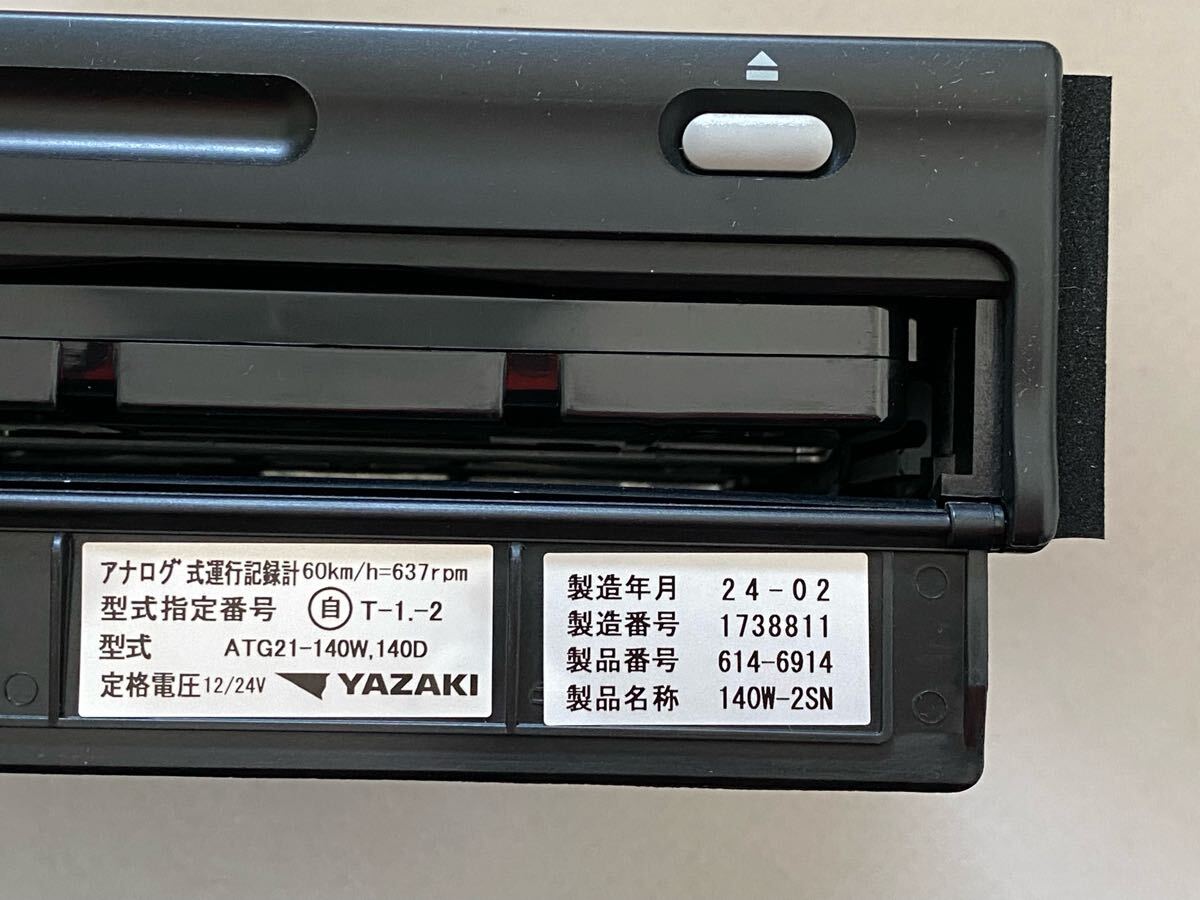 アナログ式運行記録計60km/h=637rpm
型式指定番号 自 T-1.-2
型式 ATG21-140W,140D
定格電圧12/24V YAZAKI
製造年月 24-02
製造番号 1738811
製品番号 614-6914
製品名称 140W-2SN